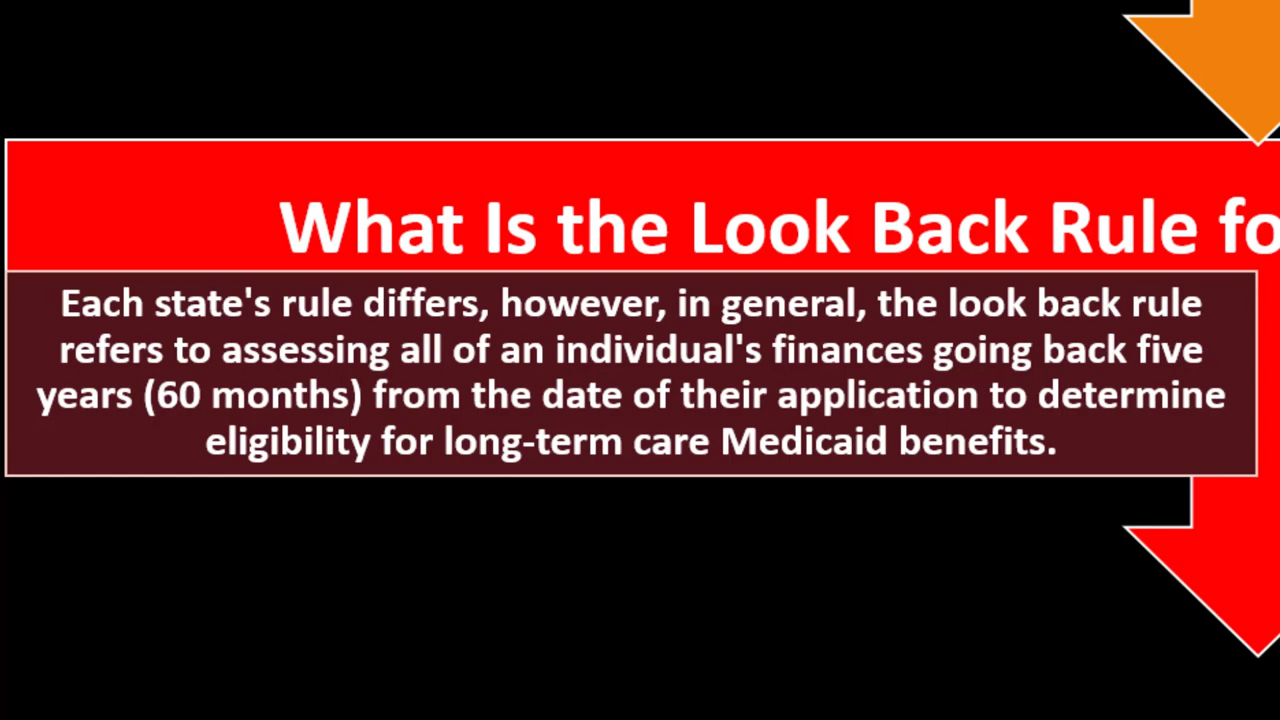 What Is the Look Back Rule fo
Each state's rule differs, however, in general, the look back rule
refers to assessing all of an individual's finances going back five
years (60 months) from the date of their application to determine
eligibility for long-term care Medicaid benefits.